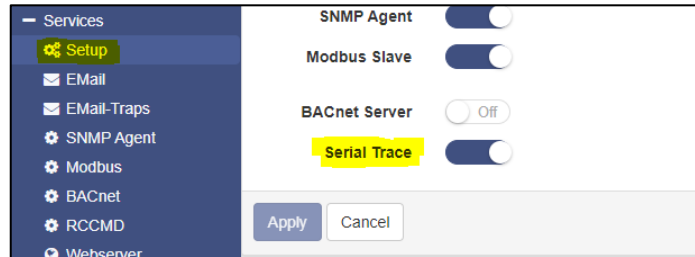 Services
Setup
EMail
EMail-Traps
SNMP Agent
Modbus
BACnet
RCCMD
Webserver
SNMP Agent
Modbus Slave
BACnet Server Off
Serial Trace
Apply Cancel